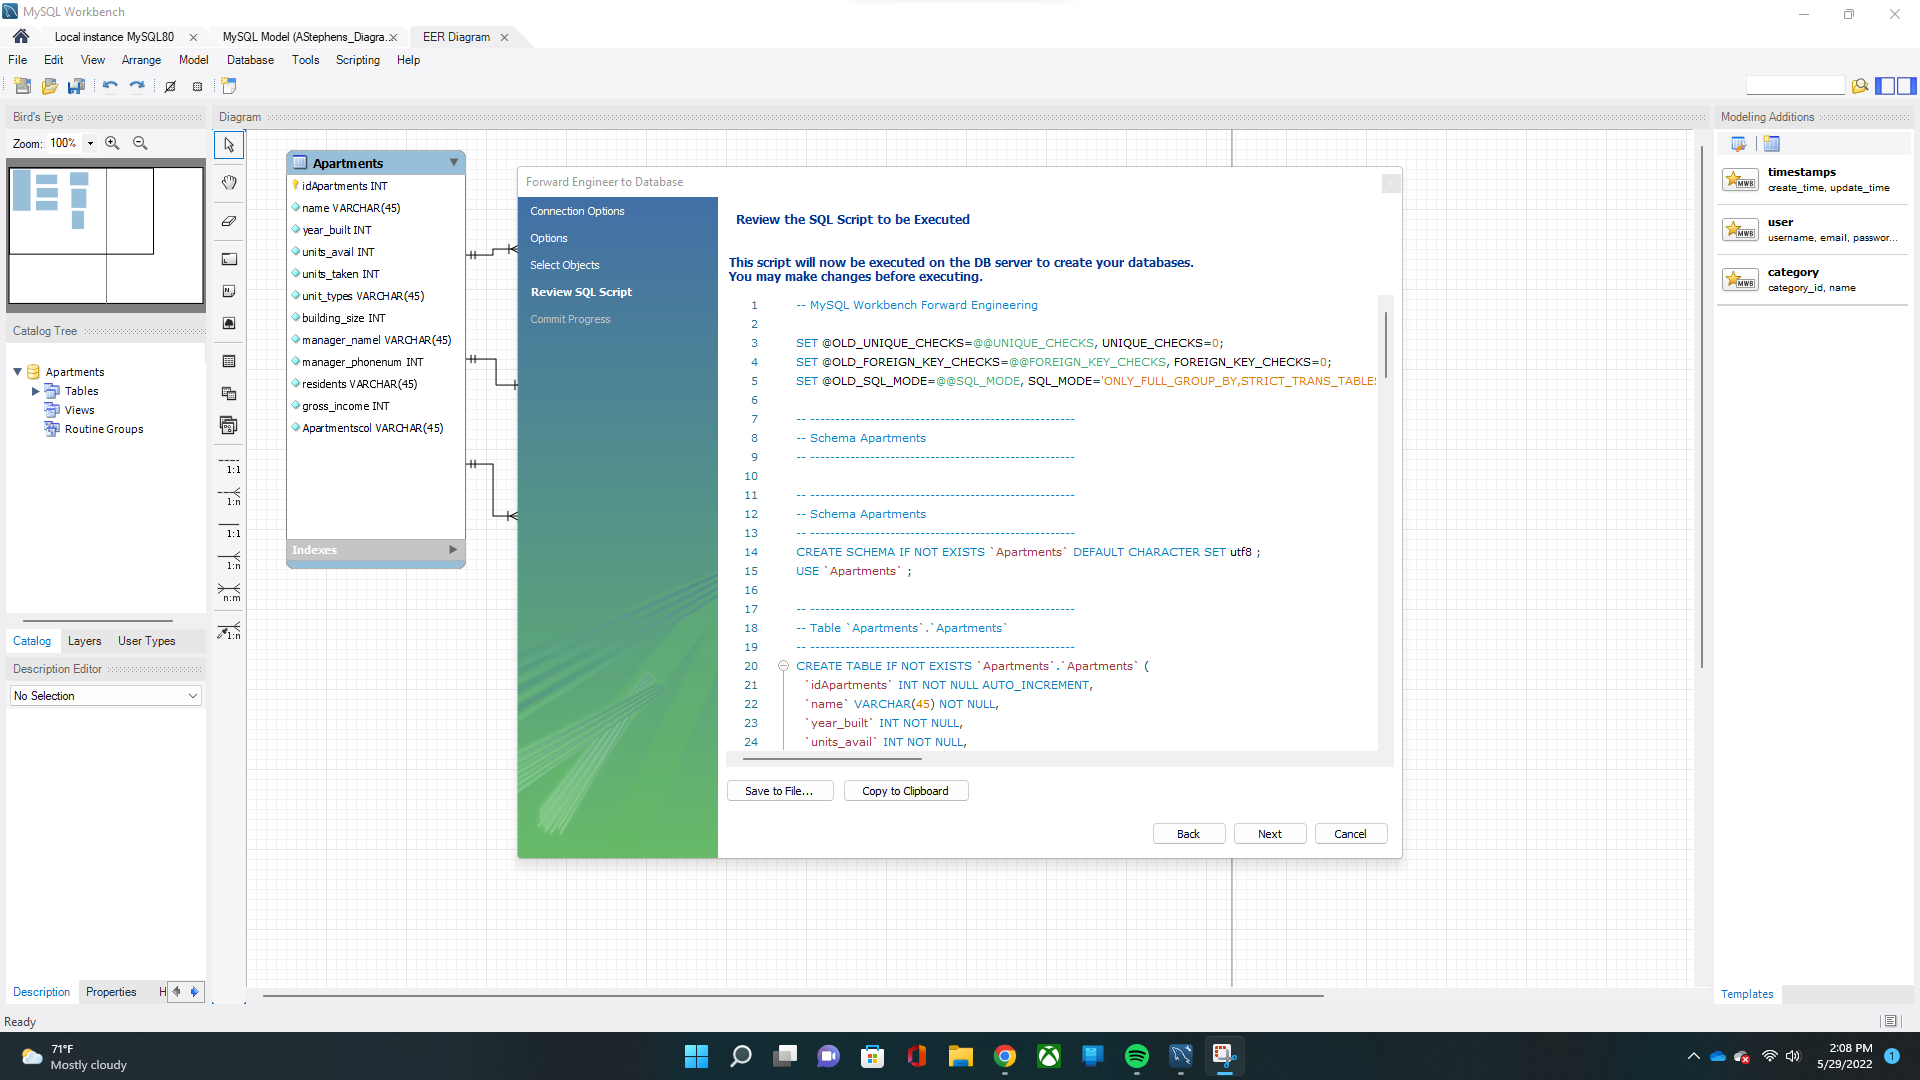 MySQL Workbench
Local instance MySQL80
MySQL Model (AStephens_Diagra...
EER Diagram
File Edit View Arrange Model Database Tools Scripting Help
Bird's Eye
Zoom: 100%
Catalog Tree
Apartments
Tables
Views
Routine Groups
Catalog Layers User Types
Description Editor
No Selection
Description Properties H
Ready
Diagram
1:1
1:n
1:1
1:n
n:m
1:n
Apartments
idApartments INT
name VARCHAR(45)
year_built INT
units_avail INT
units_taken INT
unit_types VARCHAR(45)
building_size INT
manager_namel VARCHAR(45)
manager_phonenum INT
residents VARCHAR(45)
gross_income INT
Apartmentscol VARCHAR(45)
Indexes
Forward Engineer to Database
Connection Options
Options
Select Objects
Review SQL Script
Commit Progress
Review the SQL Script to be Executed
This script will now be executed on the DB server to create your databases.
You may make changes before executing.
1 -- MySQL Workbench Forward Engineering
2
3 SET @OLD_UNIQUE_CHECKS=@@UNIQUE_CHECKS, UNIQUE_CHECKS=0;
4 SET @OLD_FOREIGN_KEY_CHECKS=@@FOREIGN_KEY_CHECKS, FOREIGN_KEY_CHECKS=0;
5 SET @OLD_SQL_MODE=@@SQL_MODE, SQL_MODE='ONLY_FULL_GROUP_BY,STRICT_TRANS_TABLES
6
7 -- -----------------------------------------------------
8 -- Schema Apartments
9 -- -----------------------------------------------------
10
11 -- -----------------------------------------------------
12 -- Schema Apartments
13 -- -----------------------------------------------------
14 CREATE SCHEMA IF NOT EXISTS `Apartments` DEFAULT CHARACTER SET utf8 ;
15 USE `Apartments` ;
16
17 -- -----------------------------------------------------
18 -- Table `Apartments`.`Apartments`
19 -- -----------------------------------------------------
20 CREATE TABLE IF NOT EXISTS `Apartments`.`Apartments` (
21 `idApartments` INT NOT NULL AUTO_INCREMENT,
22 `name` VARCHAR(45) NOT NULL,
23 `year_built` INT NOT NULL,
24 `units_avail` INT NOT NULL,
Save to File... Copy to Clipboard
Back Next Cancel
Modeling Additions
MWB
timestamps
create_time, update_time
MWB
user
username, email, passwor...
MWB
category
category_id, name
Templates
71°F
Mostly cloudy
2:08 PM
5/29/2022
1